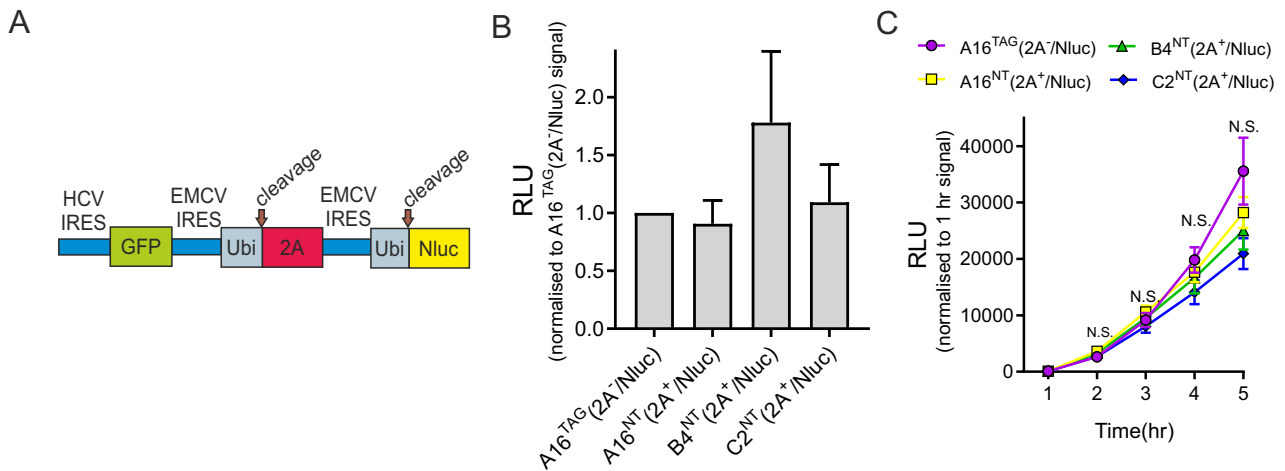 A
HCV
IRES
EMCV
IRES
cleavage
EMCV
IRES
cleavage
GFP
Ubi
2A
Ubi
Nluc
B
RLU
(normalised to A16 TAG(2A-/Nluc) signal)
2.0
1.5
1.0
0.5
0.0
A16TAG(2A-/Nluc)
A16NT(2A+/Nluc)
B4NT(2A+/Nluc)
C2NT(2A+/Nluc)
C
A16TAG(2A-/Nluc)
B4NT(2A+/Nluc)
A16NT(2A+/Nluc)
C2NT(2A+/Nluc)
RLU
(normalised to 1 hr signal)
40000
30000
20000
10000
0
N.S.
N.S.
N.S.
N.S.
1 2 3 4 5
Time(hr)